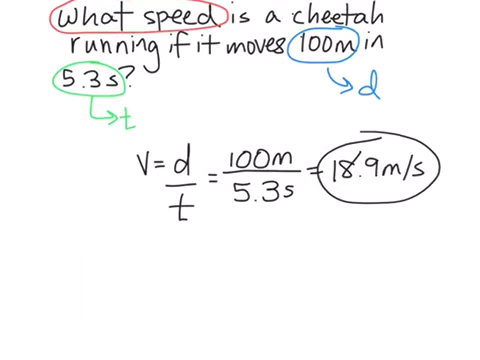 What speed is a cheetah
running if it moves 100m in
5.3s?
d
t
V = d/t = 100m/5.3s = 18.9m/s